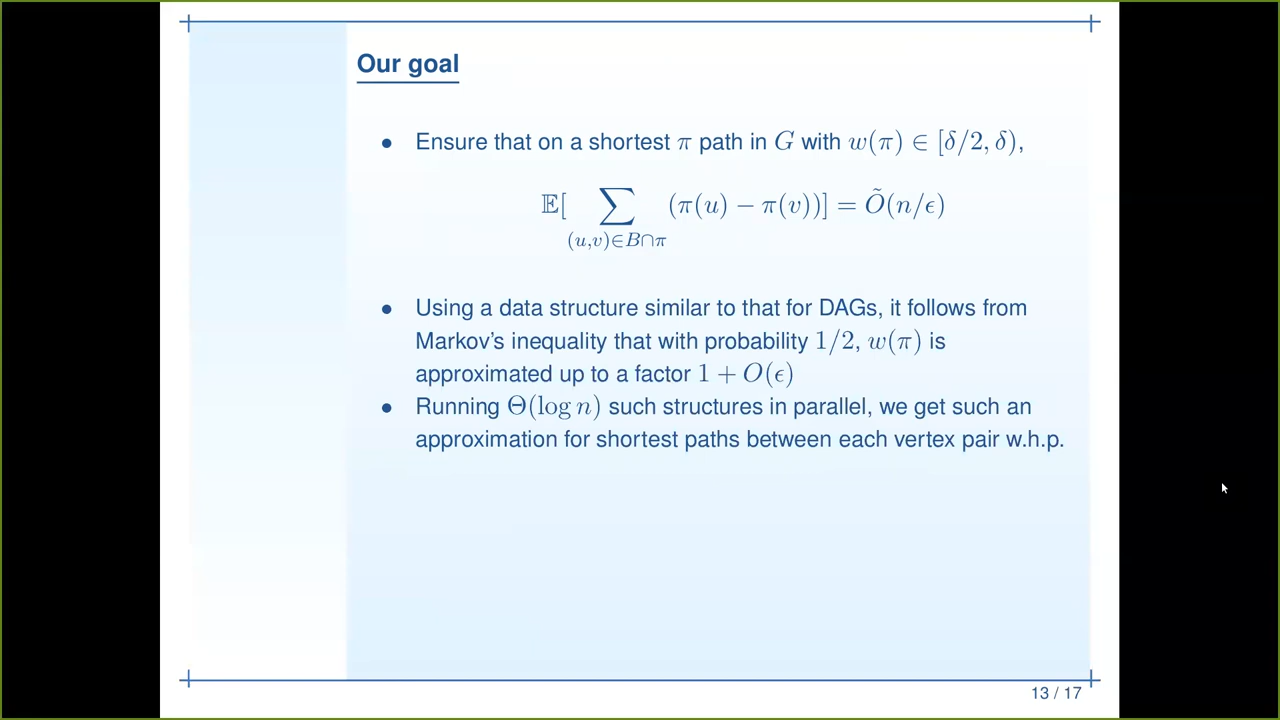 Our goal
● Ensure that on a shortest π path in G with w(π) ∈ [δ/2, δ),
𝔼[ ∑_{(u,v)∈B∩π} (π(u) − π(v))] = Õ(n/ϵ)
● Using a data structure similar to that for DAGs, it follows from
Markov's inequality that with probability 1/2, w(π) is
approximated up to a factor 1 + O(ϵ)
● Running Θ(log n) such structures in parallel, we get such an
approximation for shortest paths between each vertex pair w.h.p.
13 / 17